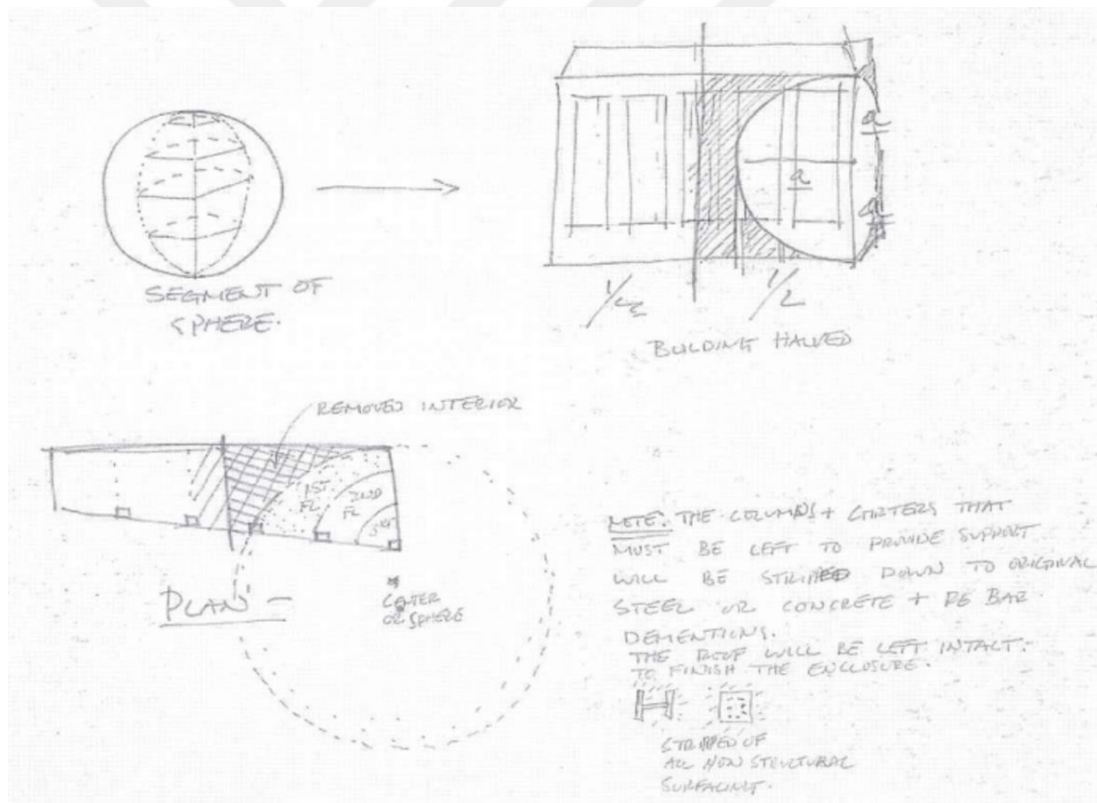 SEGMENT OF
SPHERE.
a
a
a
1/2
1/2
BUILDING HALVED
REMOVED INTERIOR
1ST
FL
2ND
FL
3RD
PLAN -
CENTER
OF SPHERE
NOTE: THE COLUMNS + GIRTERS THAT
MUST BE LEFT TO PROVIDE SUPPORT
WILL BE STRIPPED DOWN TO ORIGINAL
STEEL OR CONCRETE + RE BAR
DEMENTIONS.
THE ROOF WILL BE LEFT INTACT.
TO FINISH THE ENCLOSURE.
STRIPPED OF
ALL NON STRUCTURAL
SURFACING.